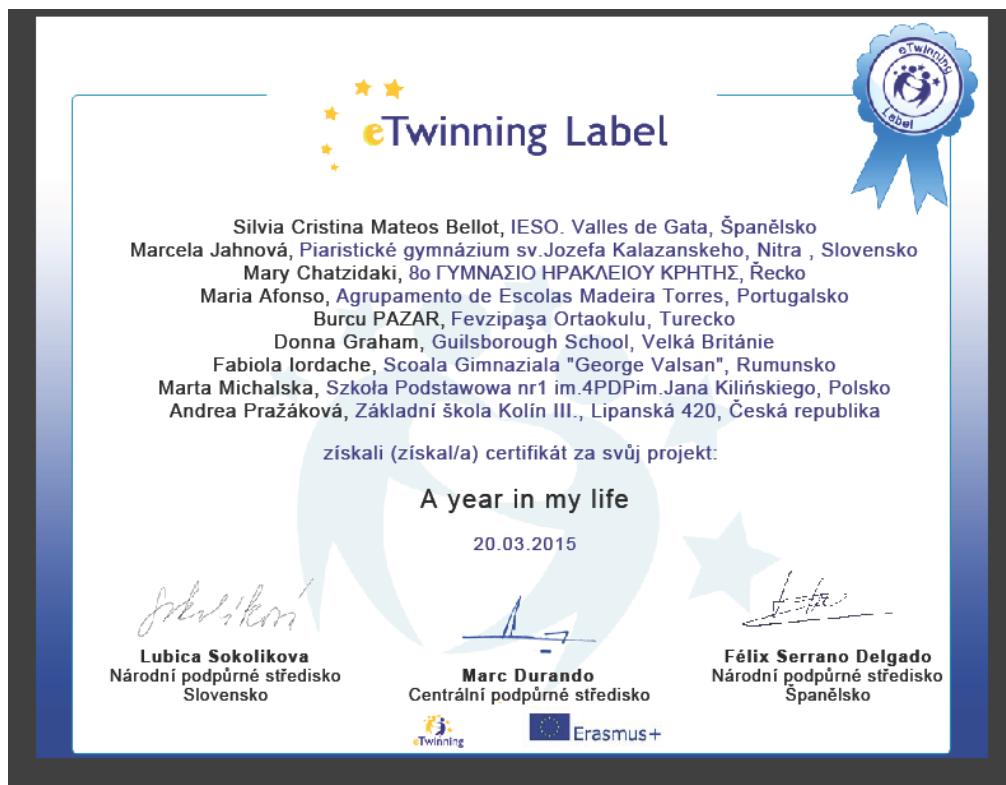 eTwinning Label
eTwinning
Label
Silvia Cristina Mateos Bellot, IESO. Valles de Gata, Španělsko
Marcela Jahnová, Piaristické gymnázium sv.Jozefa Kalazanskeho, Nitra , Slovensko
Mary Chatzidaki, 8ο ΓΥΜΝΑΣΙΟ ΗΡΑΚΛΕΙΟΥ ΚΡΗΤΗΣ, Řecko
Maria Afonso, Agrupamento de Escolas Madeira Torres, Portugalsko
Burcu PAZAR, Fevzipaşa Ortaokulu, Turecko
Donna Graham, Guilsborough School, Velká Británie
Fabiola Iordache, Scoala Gimnaziala "George Valsan", Rumunsko
Marta Michalska, Szkoła Podstawowa nr1 im.4PDPim.Jana Kilińskiego, Polsko
Andrea Pražáková, Základní škola Kolín III., Lipanská 420, Česká republika
získali (získal/a) certifikát za svůj projekt:
A year in my life
20.03.2015
Lubica Sokolikova
Národní podpůrné středisko
Slovensko
Marc Durando
Centrální podpůrné středisko
Félix Serrano Delgado
Národní podpůrné středisko
Španělsko
eTwinning
Erasmus+